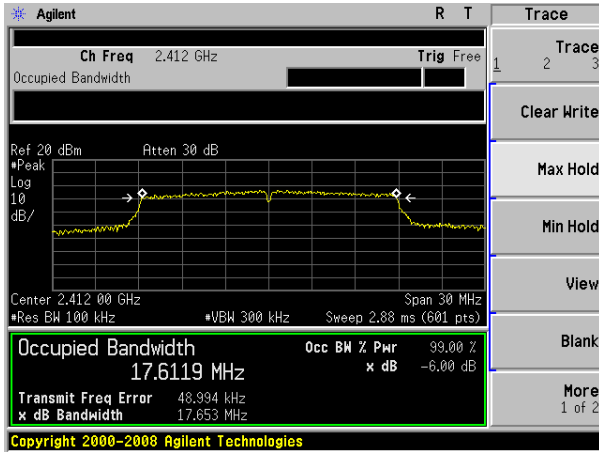 Agilent R T Trace
Ch Freq 2.412 GHz Trig Free
Occupied Bandwidth
Trace
1 2 3
Clear Write
Max Hold
Min Hold
View
Blank
More
1 of 2
Ref 20 dBm Atten 30 dB
#Peak
Log
10
dB/
Center 2.412 00 GHz Span 30 MHz
#Res BW 100 kHz #VBW 300 kHz Sweep 2.88 ms (601 pts)
Occupied Bandwidth Occ BW % Pwr 99.00 %
17.6119 MHz x dB -6.00 dB
Transmit Freq Error 48.994 kHz
x dB Bandwidth 17.653 MHz
Copyright 2000-2008 Agilent Technologies